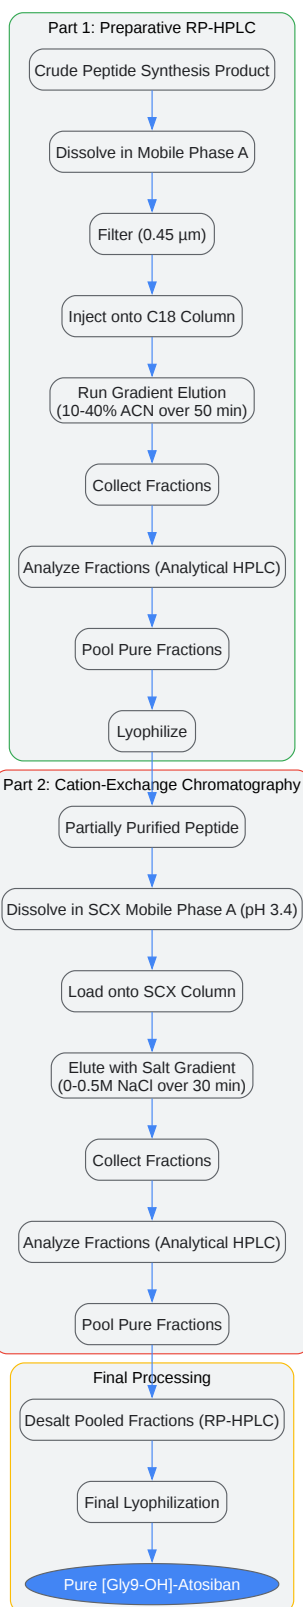 Part 1: Preparative RP-HPLC
Crude Peptide Synthesis Product
Dissolve in Mobile Phase A
Filter (0.45 µm)
Inject onto C18 Column
Run Gradient Elution
(10-40% ACN over 50 min)
Collect Fractions
Analyze Fractions (Analytical HPLC)
Pool Pure Fractions
Lyophilize
Part 2: Cation-Exchange Chromatography
Partially Purified Peptide
Dissolve in SCX Mobile Phase A (pH 3.4)
Load onto SCX Column
Elute with Salt Gradient
(0-0.5M NaCl over 30 min)
Collect Fractions
Analyze Fractions (Analytical HPLC)
Pool Pure Fractions
Final Processing
Desalt Pooled Fractions (RP-HPLC)
Final Lyophilization
Pure [Gly9-OH]-Atosiban